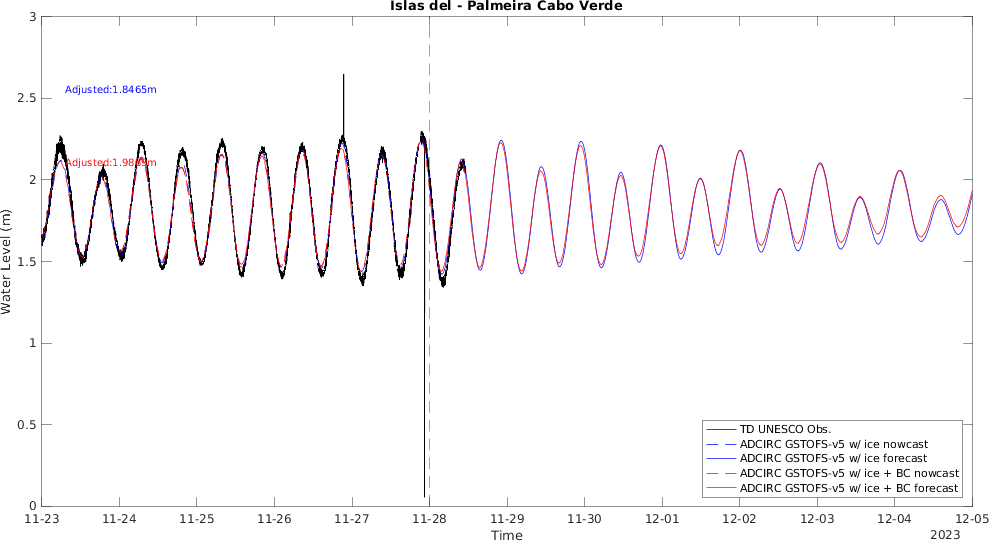 Islas del - Palmeira Cabo Verde
3
2.5
2
1.5
1
0.5
0
Water Level (m)
Adjusted:1.8465m
TD UNESCO Obs.
ADCIRC GSTOFS-v5 w/ ice nowcast
ADCIRC GSTOFS-v5 w/ ice forecast
ADCIRC GSTOFS-v5 w/ ice + BC nowcast
ADCIRC GSTOFS-v5 w/ ice + BC forecast
11-23 11-24 11-25 11-26 11-27 11-28 11-29 11-30 12-01 12-02 12-03 12-04 12-05
Time
2023